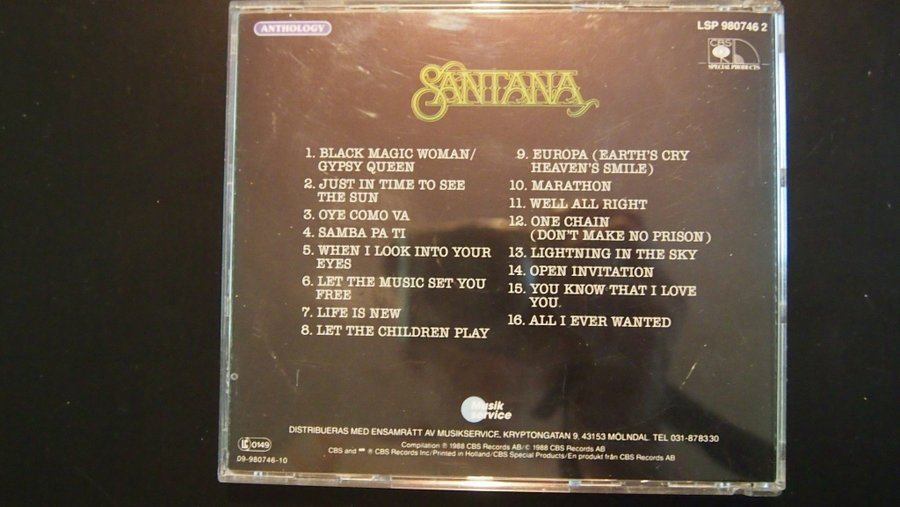 ANTHOLOGY
LSP 980746 2
CBS
SPECIAL PRODUCTS
SANTANA
1. BLACK MAGIC WOMAN/
GYPSY QUEEN
2. JUST IN TIME TO SEE
THE SUN
3. OYE COMO VA
4. SAMBA PA TI
5. WHEN I LOOK INTO YOUR
EYES
6. LET THE MUSIC SET YOU
FREE
7. LIFE IS NEW
8. LET THE CHILDREN PLAY
9. EUROPA (EARTH'S CRY
HEAVEN'S SMILE)
10. MARATHON
11. WELL ALL RIGHT
12. ONE CHAIN
(DON'T MAKE NO PRISON)
13. LIGHTNING IN THE SKY
14. OPEN INVITATION
15. YOU KNOW THAT I LOVE
YOU
16. ALL I EVER WANTED
Musik
service
DISTRIBUERAS MED ENSAMRÄTT AV MUSIKSERVICE, KRYPTONGATAN 9, 43153 MÖLNDAL TEL 031-878330
0149
Compilation ℗ 1988 CBS Records AB/© 1988 CBS Records AB
CBS and ℗ CBS Records Inc/Printed in Holland/CBS Special Products/En produkt från CBS Records AB
09-980746-10